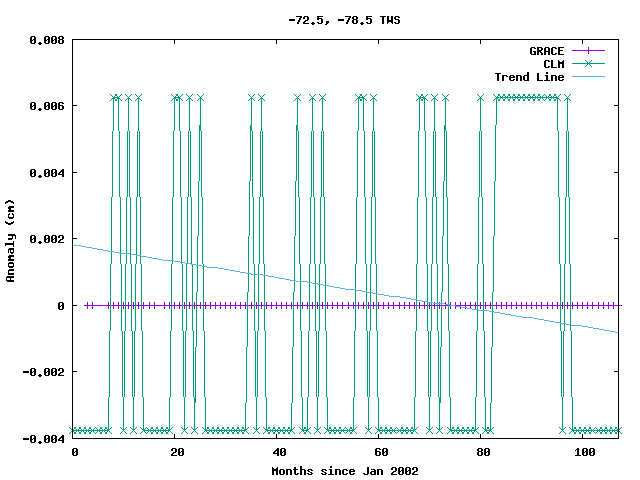 -72.5, -78.5 TWS
0.008
0.006
0.004
0.002
0
-0.002
-0.004
Anomaly (cm)
GRACE
CLM
Trend Line
0 20 40 60 80 100
Months since Jan 2002